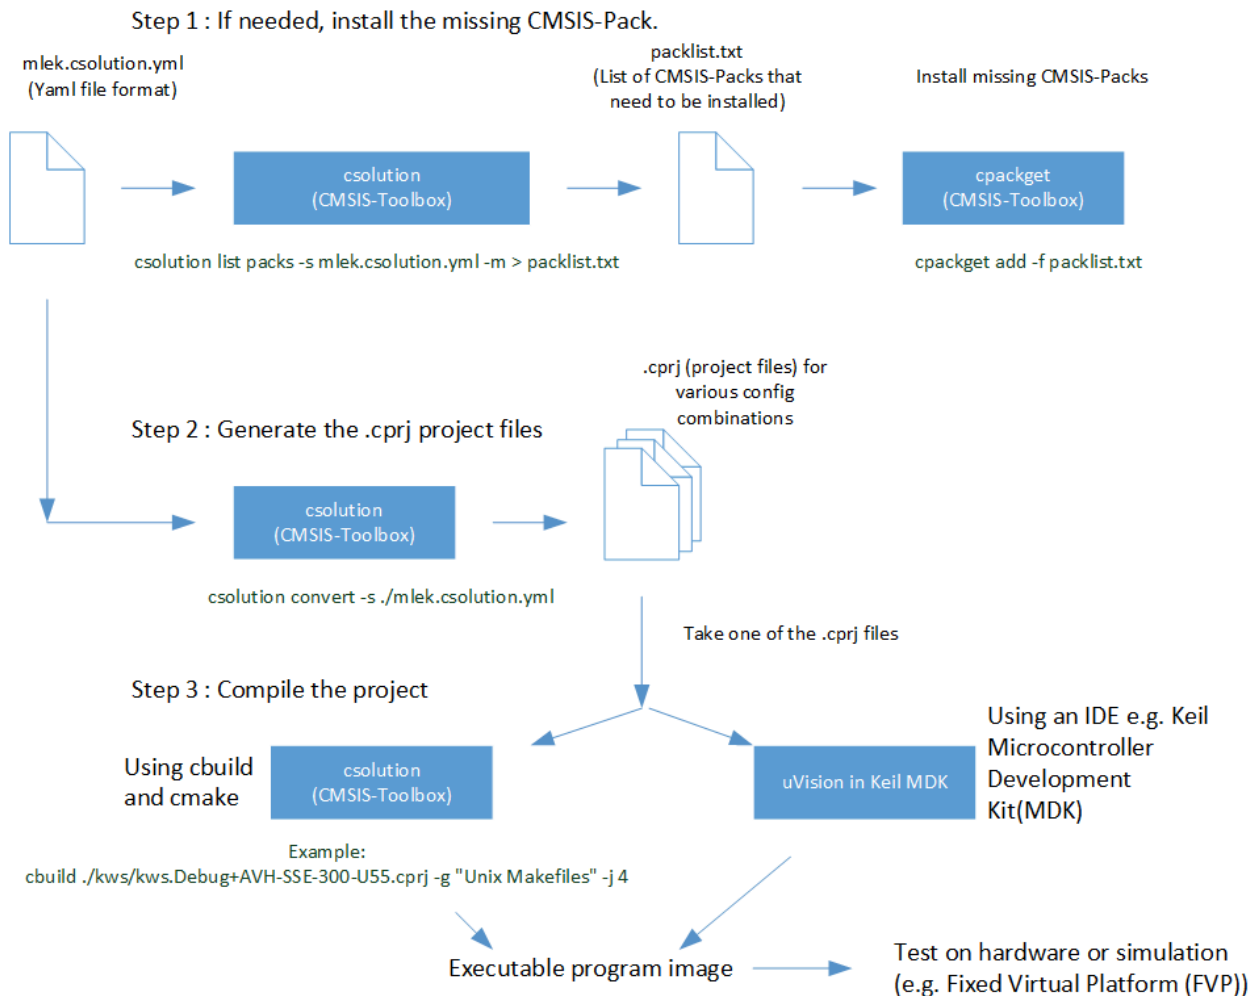 Step 1 : If needed, install the missing CMSIS-Pack.
mlek.csolution.yml
(Yaml file format)
packlist.txt
(List of CMSIS-Packs that
need to be installed)
Install missing CMSIS-Packs
csolution
(CMSIS-Toolbox)
cpackget
(CMSIS-Toolbox)
csolution list packs -s mlek.csolution.yml -m > packlist.txt
cpackget add -f packlist.txt
.cprj (project files) for
various config
combinations
Step 2 : Generate the .cprj project files
csolution
(CMSIS-Toolbox)
csolution convert -s ./mlek.csolution.yml
Take one of the .cprj files
Step 3 : Compile the project
Using cbuild
and cmake
csolution
(CMSIS-Toolbox)
uVision in Keil MDK
Using an IDE e.g. Keil
Microcontroller
Development
Kit(MDK)
Example:
cbuild ./kws/kws.Debug+AVH-SSE-300-U55.cprj -g "Unix Makefiles" -j 4
Executable program image
Test on hardware or simulation
(e.g. Fixed Virtual Platform (FVP))